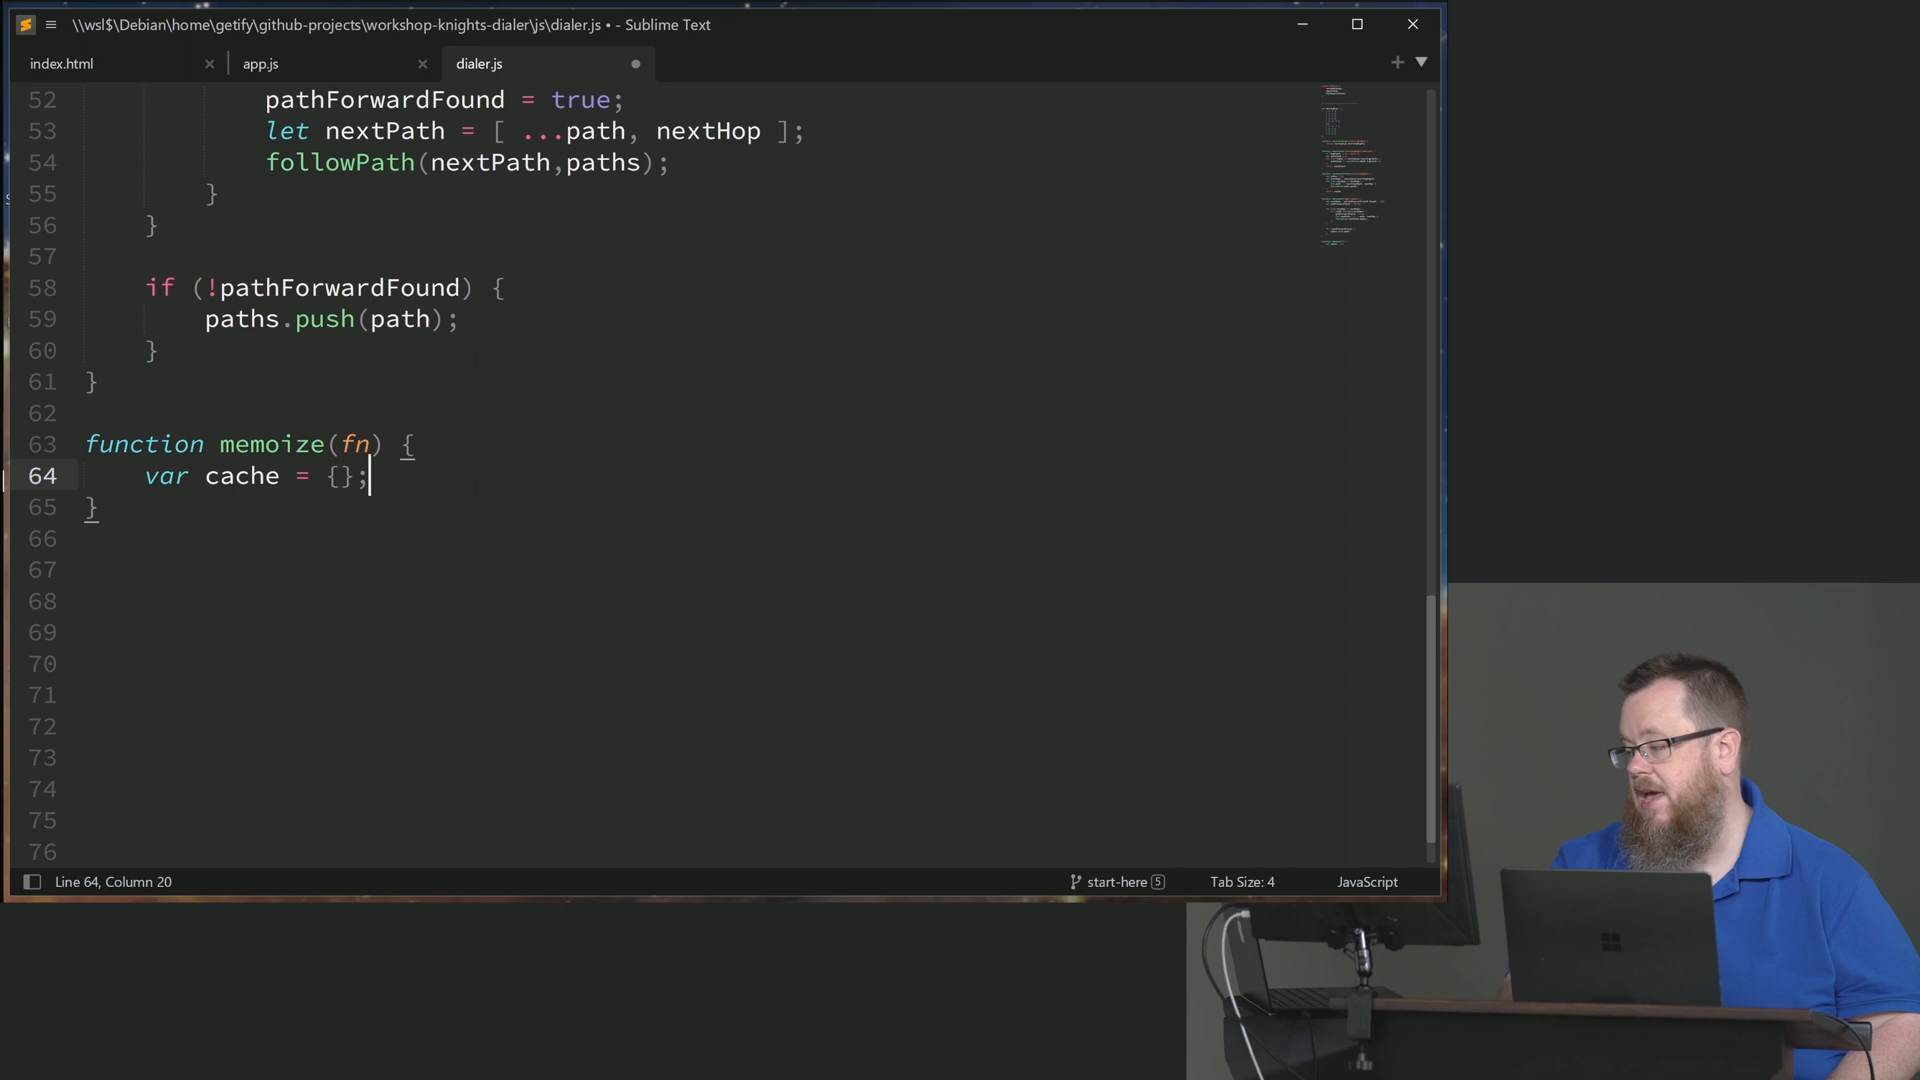 \\wsl$\Debian\home\getify\github-projects\workshop-knights-dialer\js\dialer.js • - Sublime Text
index.html
app.js
dialer.js
52 pathForwardFound = true;
53 let nextPath = [ ...path, nextHop ];
54 followPath(nextPath,paths);
55 }
56 }
57
58 if (!pathForwardFound) {
59 paths.push(path);
60 }
61 }
62
63 function memoize(fn) {
64 var cache = {};
65 }
66
67
68
69
70
71
72
73
74
75
76
Line 64, Column 20
start-here 5
Tab Size: 4
JavaScript